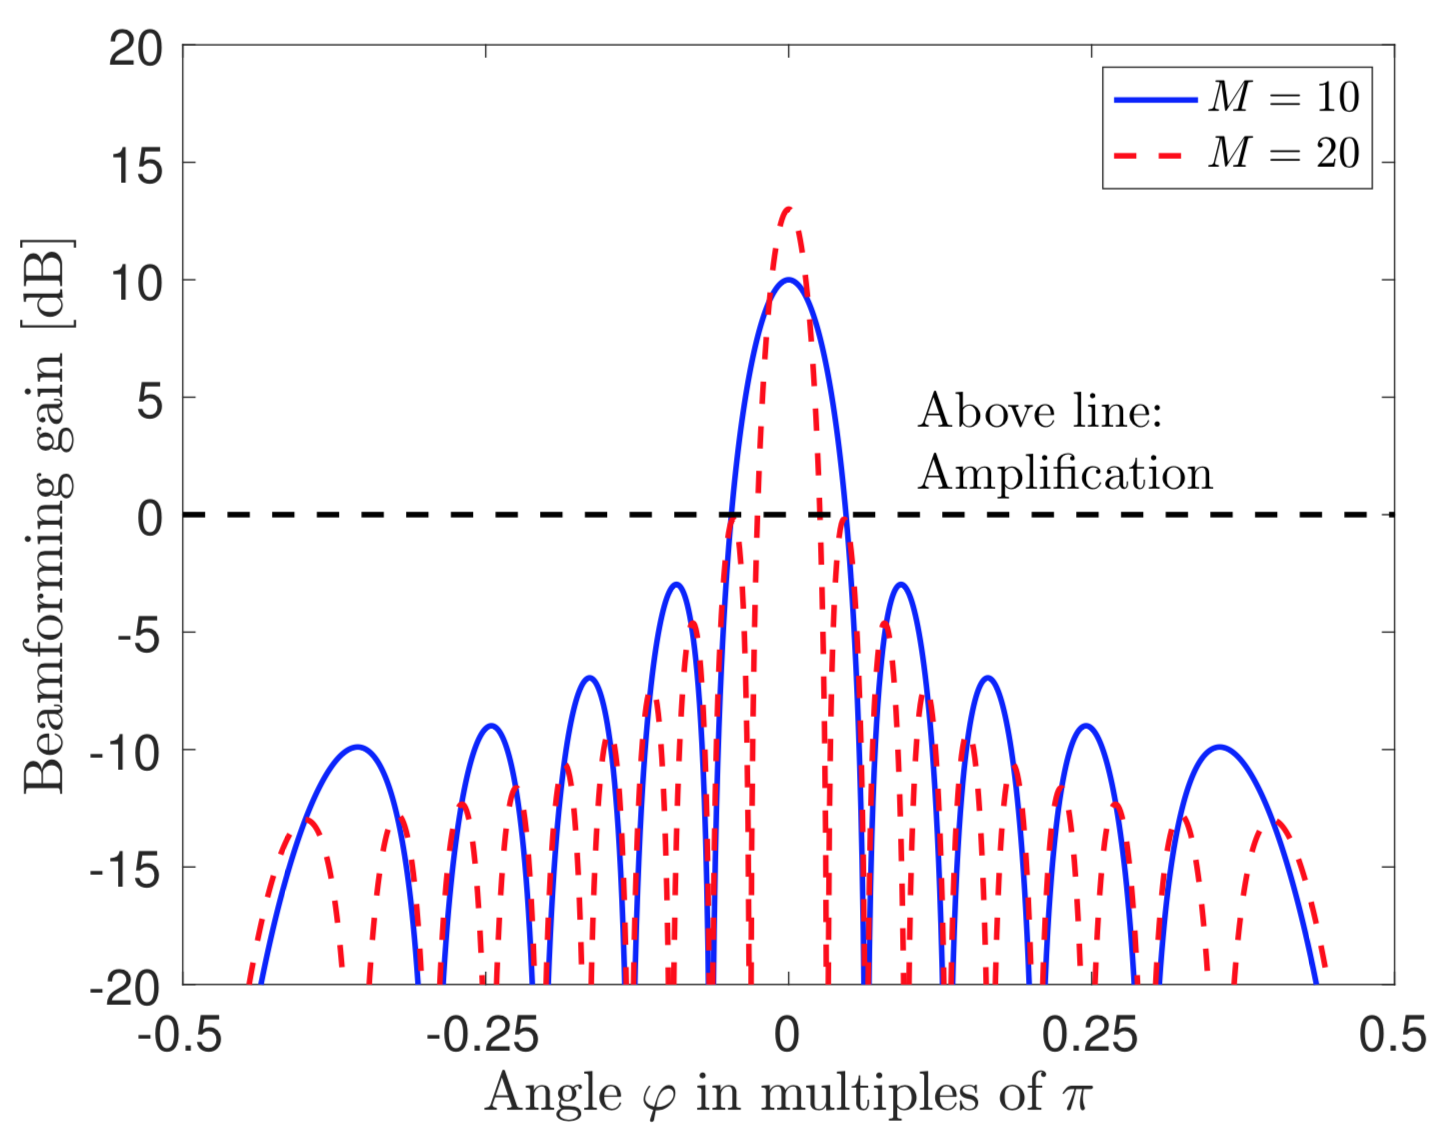 20
15
10
5
0
-5
-10
-15
-20
Beamforming gain [dB]
M = 10
M = 20
Above line:
Amplification
-0.5
-0.25
0
0.25
0.5
Angle φ in multiples of π